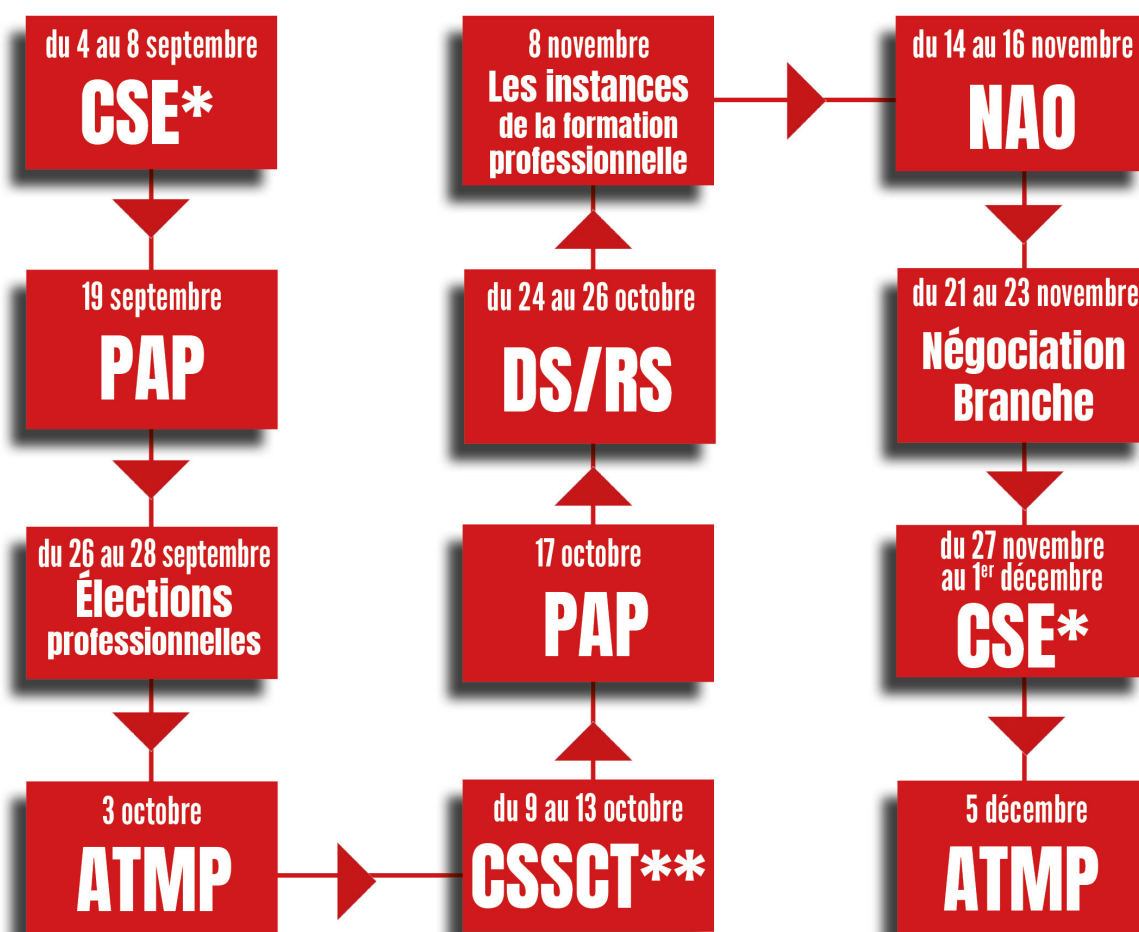 du 4 au 8 septembre
CSE*
19 septembre
PAP
du 26 au 28 septembre
Élections
professionnelles
3 octobre
ATMP
du 9 au 13 octobre
CSSCT**
17 octobre
PAP
du 24 au 26 octobre
DS/RS
8 novembre
Les instances
de la formation
professionnelle
du 14 au 16 novembre
NAO
du 21 au 23 novembre
Négociation
Branche
du 27 novembre
au 1er décembre
CSE*
5 décembre
ATMP